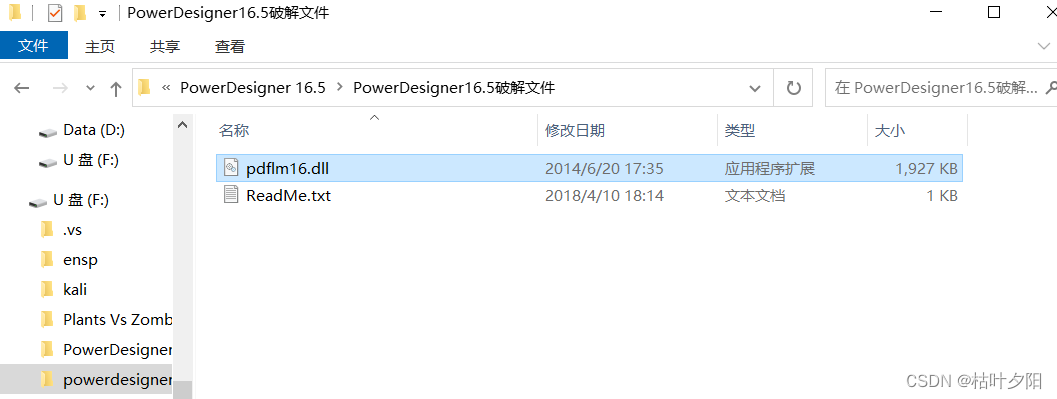 PowerDesigner16.5破解文件
文件 主页 共享 查看
« PowerDesigner 16.5 > PowerDesigner16.5破解文件 在 PowerDesigner16.5破解...
Data (D:)
U 盘 (F:)
U 盘 (F:)
.vs
ensp
kali
Plants Vs Zomb
PowerDesigner
powerdesigner
名称 修改日期 类型 大小
pdflm16.dll 2014/6/20 17:35 应用程序扩展 1,927 KB
ReadMe.txt 2018/4/10 18:14 文本文档 1 KB
CSDN @枯叶夕阳